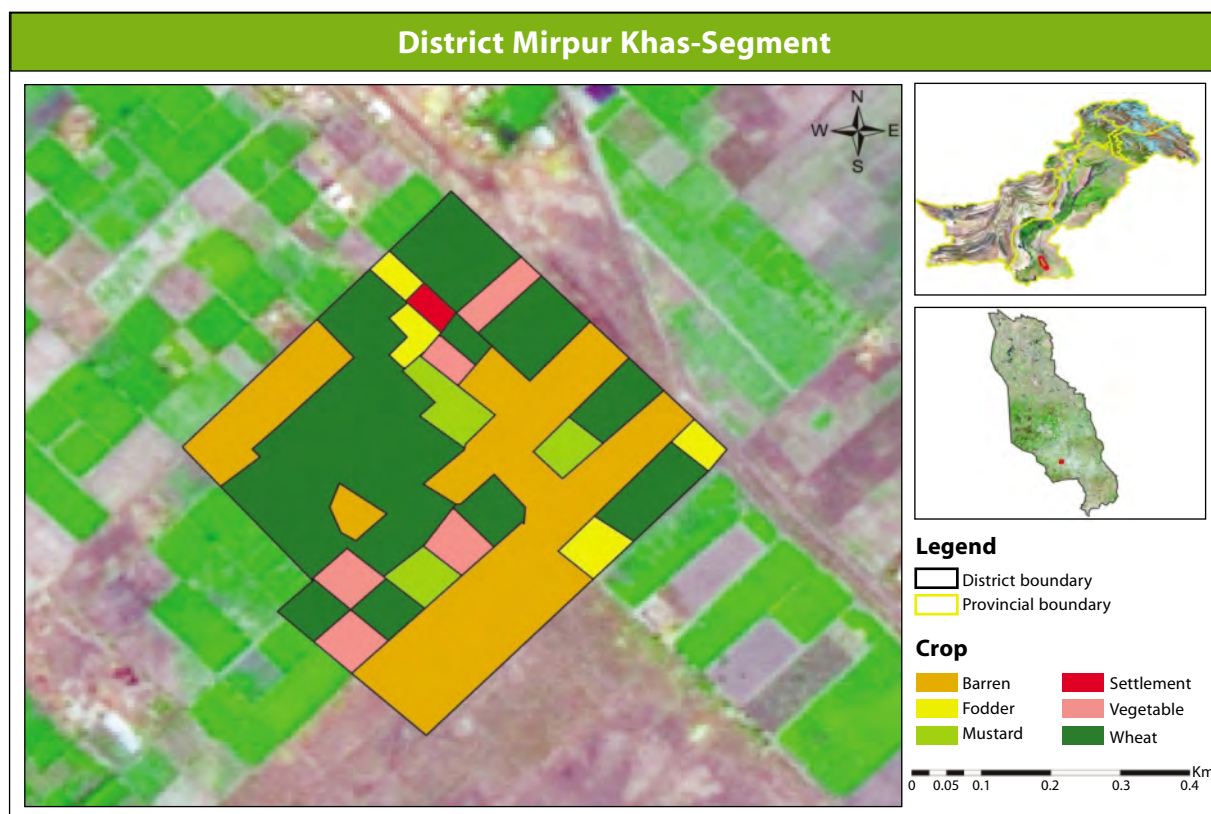 District Mirpur Khas-Segment
N
W E
S
Legend
District boundary
Provincial boundary
Crop
Barren
Fodder
Mustard
Settlement
Vegetable
Wheat
Km
0 0.05 0.1 0.2 0.3 0.4